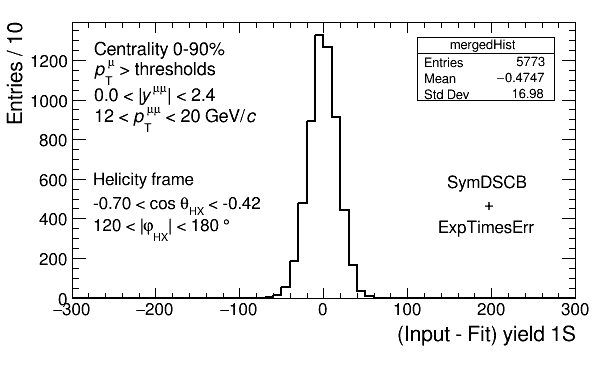 Entries / 10
1200
1000
800
600
400
200
0
−300
−200
−100
0
100
200
300
(Input - Fit) yield 1S
Centrality 0-90%
p_T^μ > thresholds
0.0 < |y^μμ| < 2.4
12 < p_T^μμ < 20 GeV/c
Helicity frame
-0.70 < cos θ_HX < -0.42
120 < |φ_HX| < 180 °
mergedHist
Entries 5773
Mean −0.4747
Std Dev 16.98
SymDSCB
+
ExpTimesErr